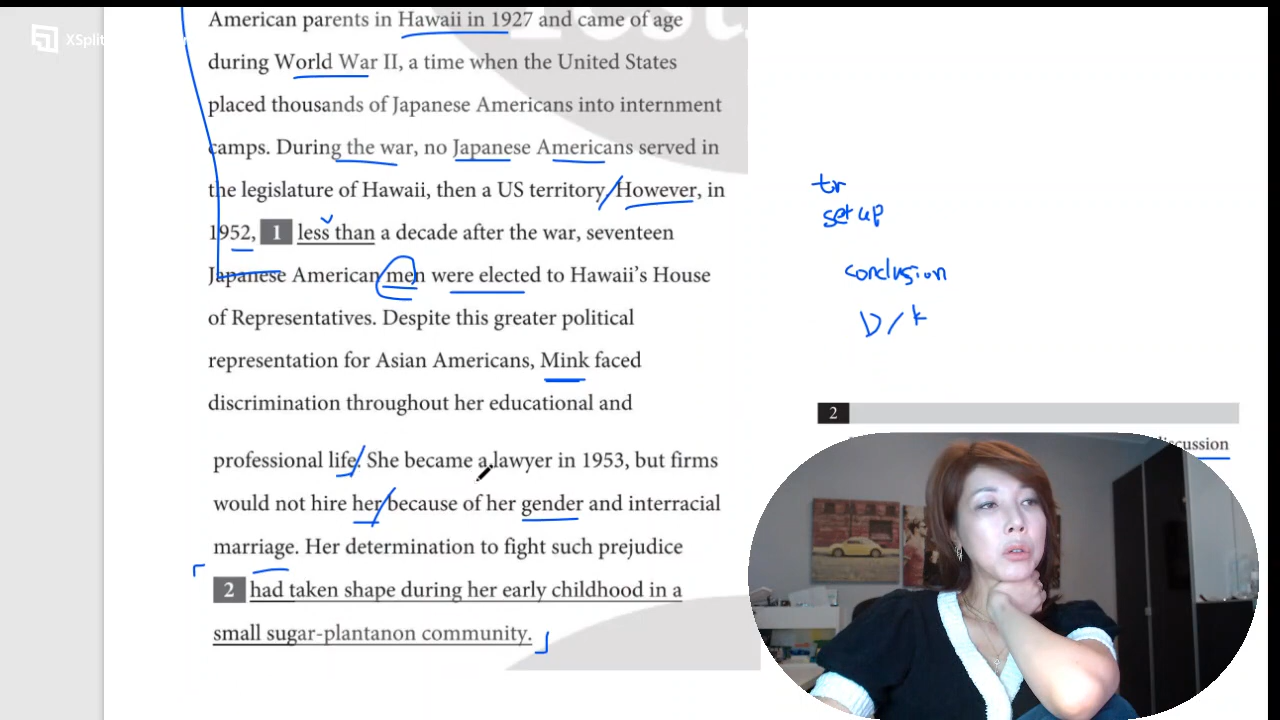 XSplit
Test
American parents in Hawaii in 1927 and came of age
during World War II, a time when the United States
placed thousands of Japanese Americans into internment
camps. During the war, no Japanese Americans served in
the legislature of Hawaii, then a US territory. However, in
1952, 1 less than a decade after the war, seventeen
Japanese American men were elected to Hawaii's House
of Representatives. Despite this greater political
representation for Asian Americans, Mink faced
discrimination throughout her educational and
professional life. She became a lawyer in 1953, but firms
would not hire her because of her gender and interracial
marriage. Her determination to fight such prejudice
2 had taken shape during her early childhood in a
small sugar-plantanon community.
tr
set up
conclusion
D/k
2
discussion